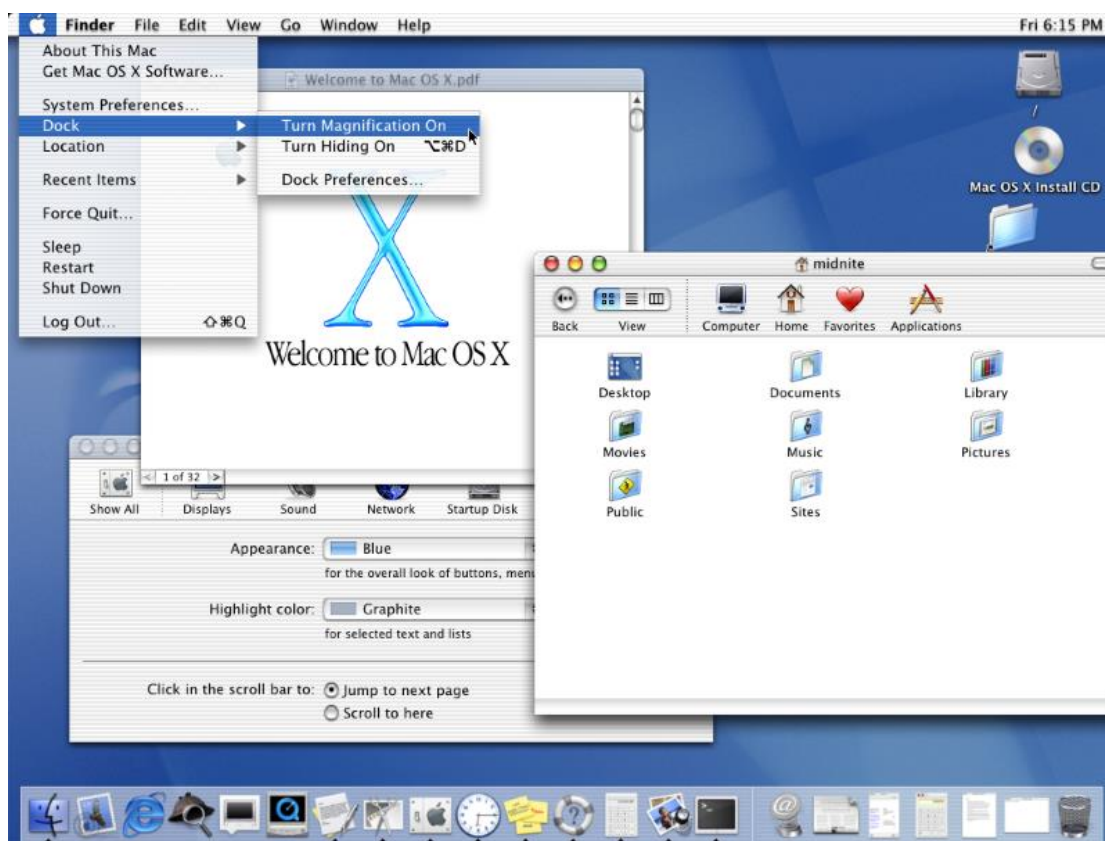 Finder File Edit View Go Window Help Fri 6:15 PM
About This Mac
Get Mac OS X Software...
System Preferences...
Dock
Location
Recent Items
Force Quit...
Sleep
Restart
Shut Down
Log Out... ⇧⌘Q
Turn Magnification On
Turn Hiding On ⌥⌘D
Dock Preferences...
Welcome to Mac OS X.pdf
X
Welcome to Mac OS X
1 of 32
/
Mac OS X Install CD
midnite
Back View Computer Home Favorites Applications
Desktop Documents Library
Movies Music Pictures
Public Sites
Show All Displays Sound Network Startup Disk
Appearance: Blue
for the overall look of buttons, men
Highlight color: Graphite
for selected text and lists
Click in the scroll bar to: Jump to next page
Scroll to here